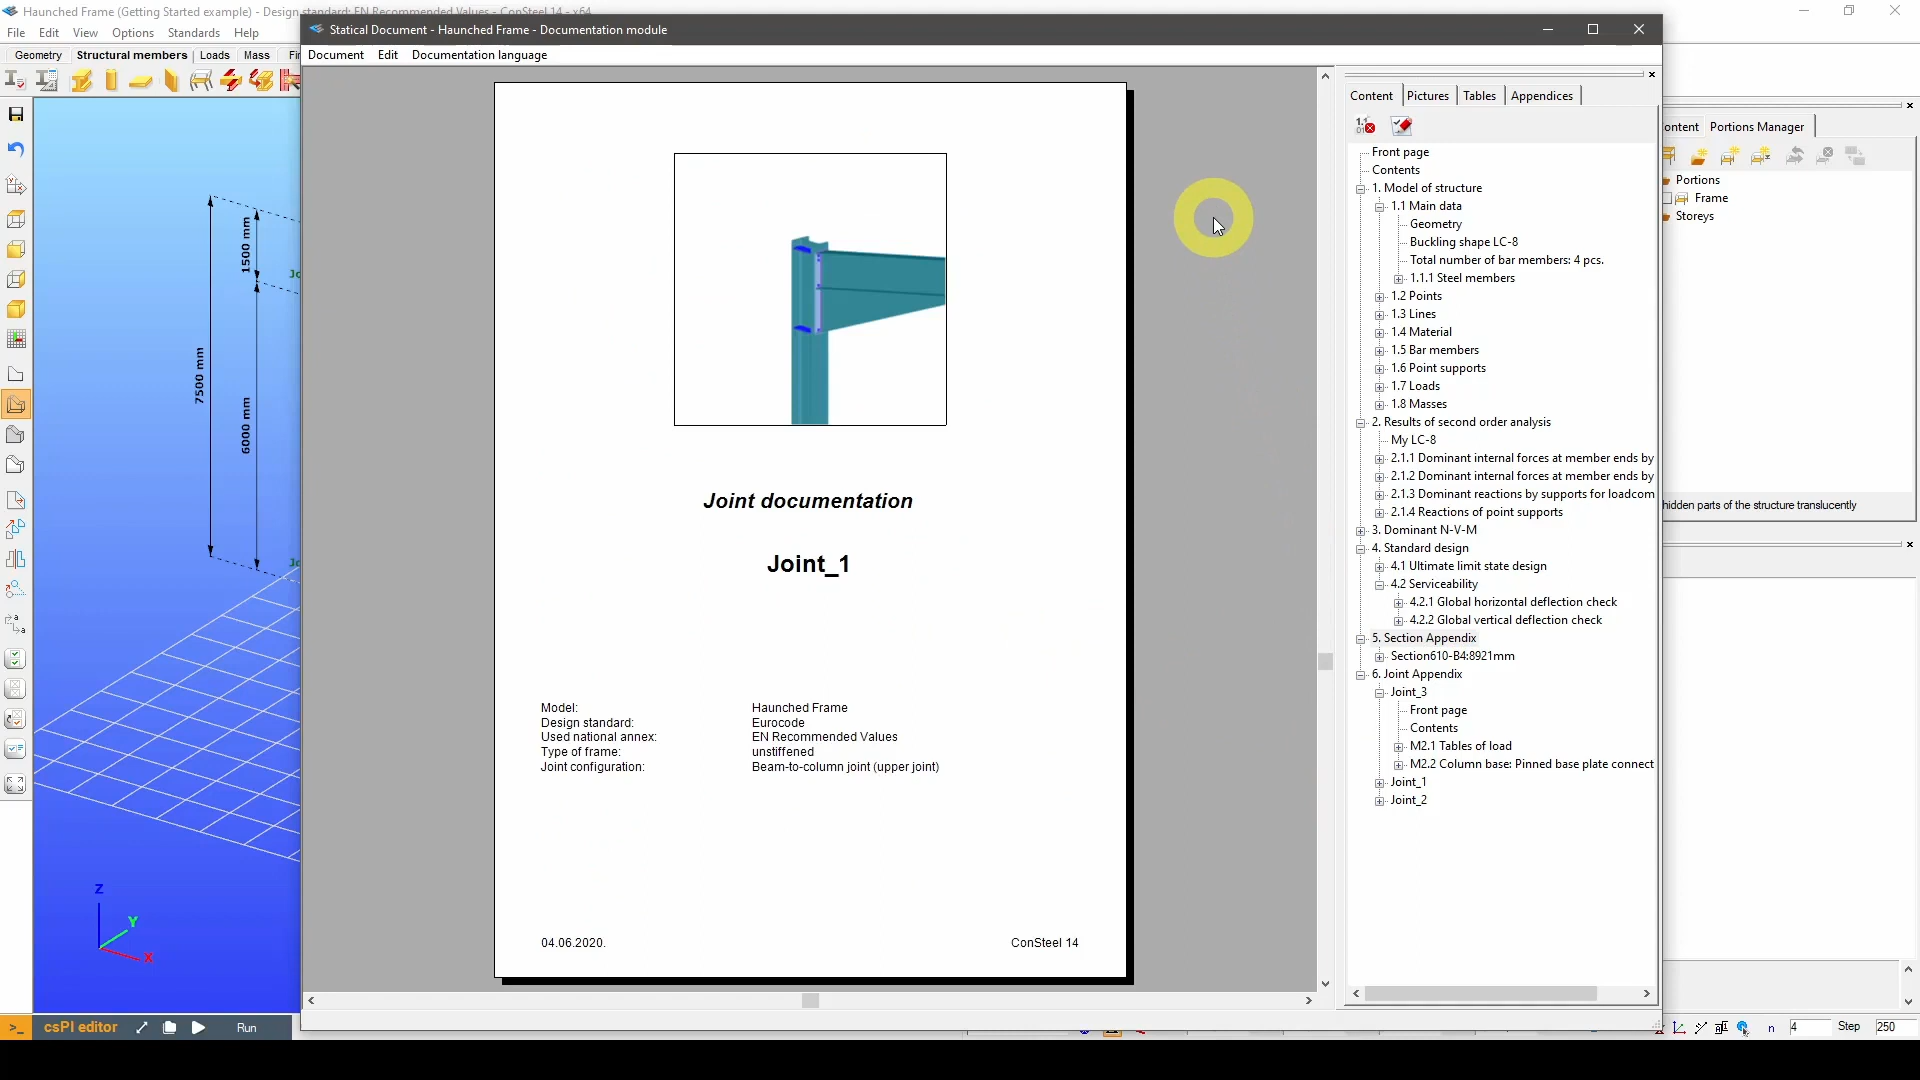 Haunched Frame (Getting Started example) - Design standard: EN Recommended Values - ConSteel 14 - x64
File Edit View Options Standards Help
Geometry Structural members Loads Mass
Statical Document - Haunched Frame - Documentation module
Document Edit Documentation language
7500 mm
1500 mm
6000 mm
Z
Y
X
Joint documentation
Joint_1
Model: Haunched Frame
Design standard: Eurocode
Used national annex: EN Recommended Values
Type of frame: unstiffened
Joint configuration: Beam-to-column joint (upper joint)
04.06.2020. ConSteel 14
Content Pictures Tables Appendices
Front page
Contents
1. Model of structure
1.1 Main data
Geometry
Buckling shape LC-8
Total number of bar members: 4 pcs.
1.1.1 Steel members
1.2 Points
1.3 Lines
1.4 Material
1.5 Bar members
1.6 Point supports
1.7 Loads
1.8 Masses
2. Results of second order analysis
My LC-8
2.1.1 Dominant internal forces at member ends by
2.1.2 Dominant internal forces at member ends by
2.1.3 Dominant reactions by supports for loadcom
2.1.4 Reactions of point supports
3. Dominant N-V-M
4. Standard design
4.1 Ultimate limit state design
4.2 Serviceability
4.2.1 Global horizontal deflection check
4.2.2 Global vertical deflection check
5. Section Appendix
Section610-B4:8921mm
6. Joint Appendix
Joint_3
Front page
Contents
M2.1 Tables of load
M2.2 Column base: Pinned base plate connect
Joint_1
Joint_2
ontent Portions Manager
Portions
Frame
Storeys
hidden parts of the structure translucently
>_ csPI editor Run
n 4 Step 250